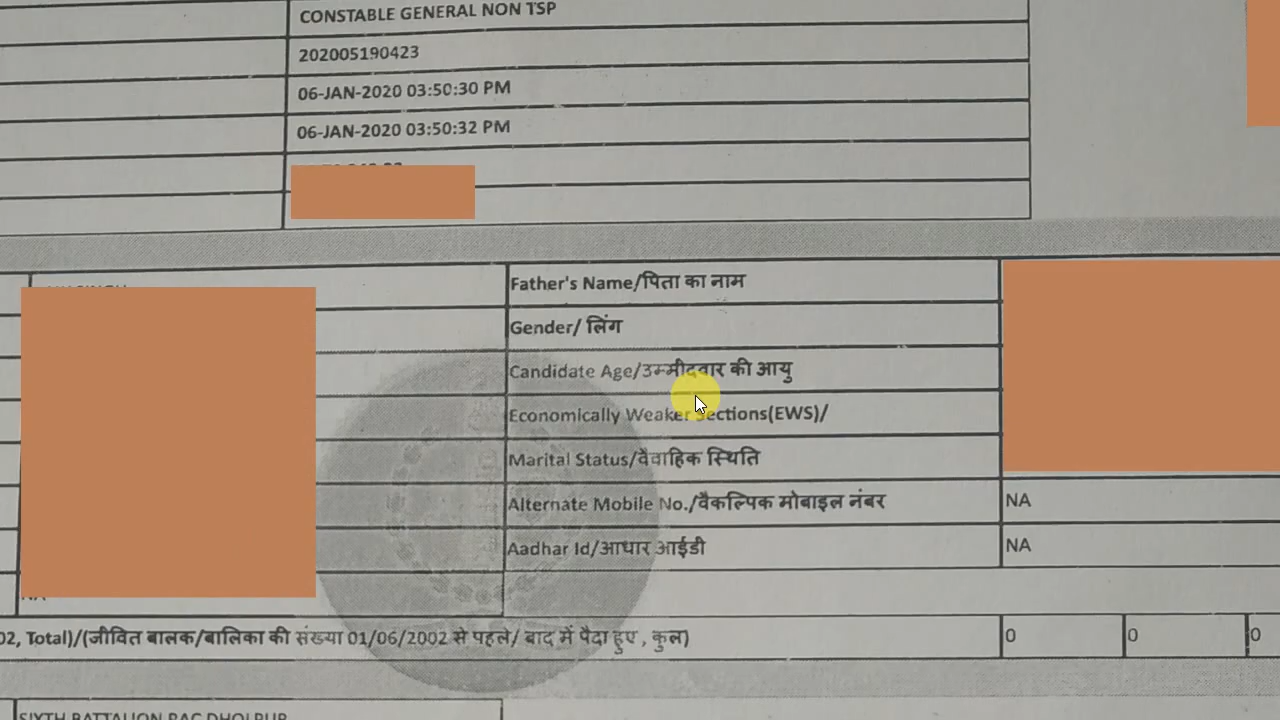 CONSTABLE GENERAL NON TSP
202005190423
06-JAN-2020 03:50:30 PM
06-JAN-2020 03:50:32 PM
Father's Name/पिता का नाम
Gender/ लिंग
Candidate Age/उम्मीदवार की आयु
Economically Weaker Sections(EWS)/
Marital Status/वैवाहिक स्थिति
Alternate Mobile No./वैकल्पिक मोबाइल नंबर NA
Aadhar Id/आधार आईडी NA
02, Total)/(जीवित बालक/बालिका की संख्या 01/06/2002 से पहले/ बाद में पैदा हुए , कुल) 0 0 0
SIXTH BATTALION RAC DHOLPUR